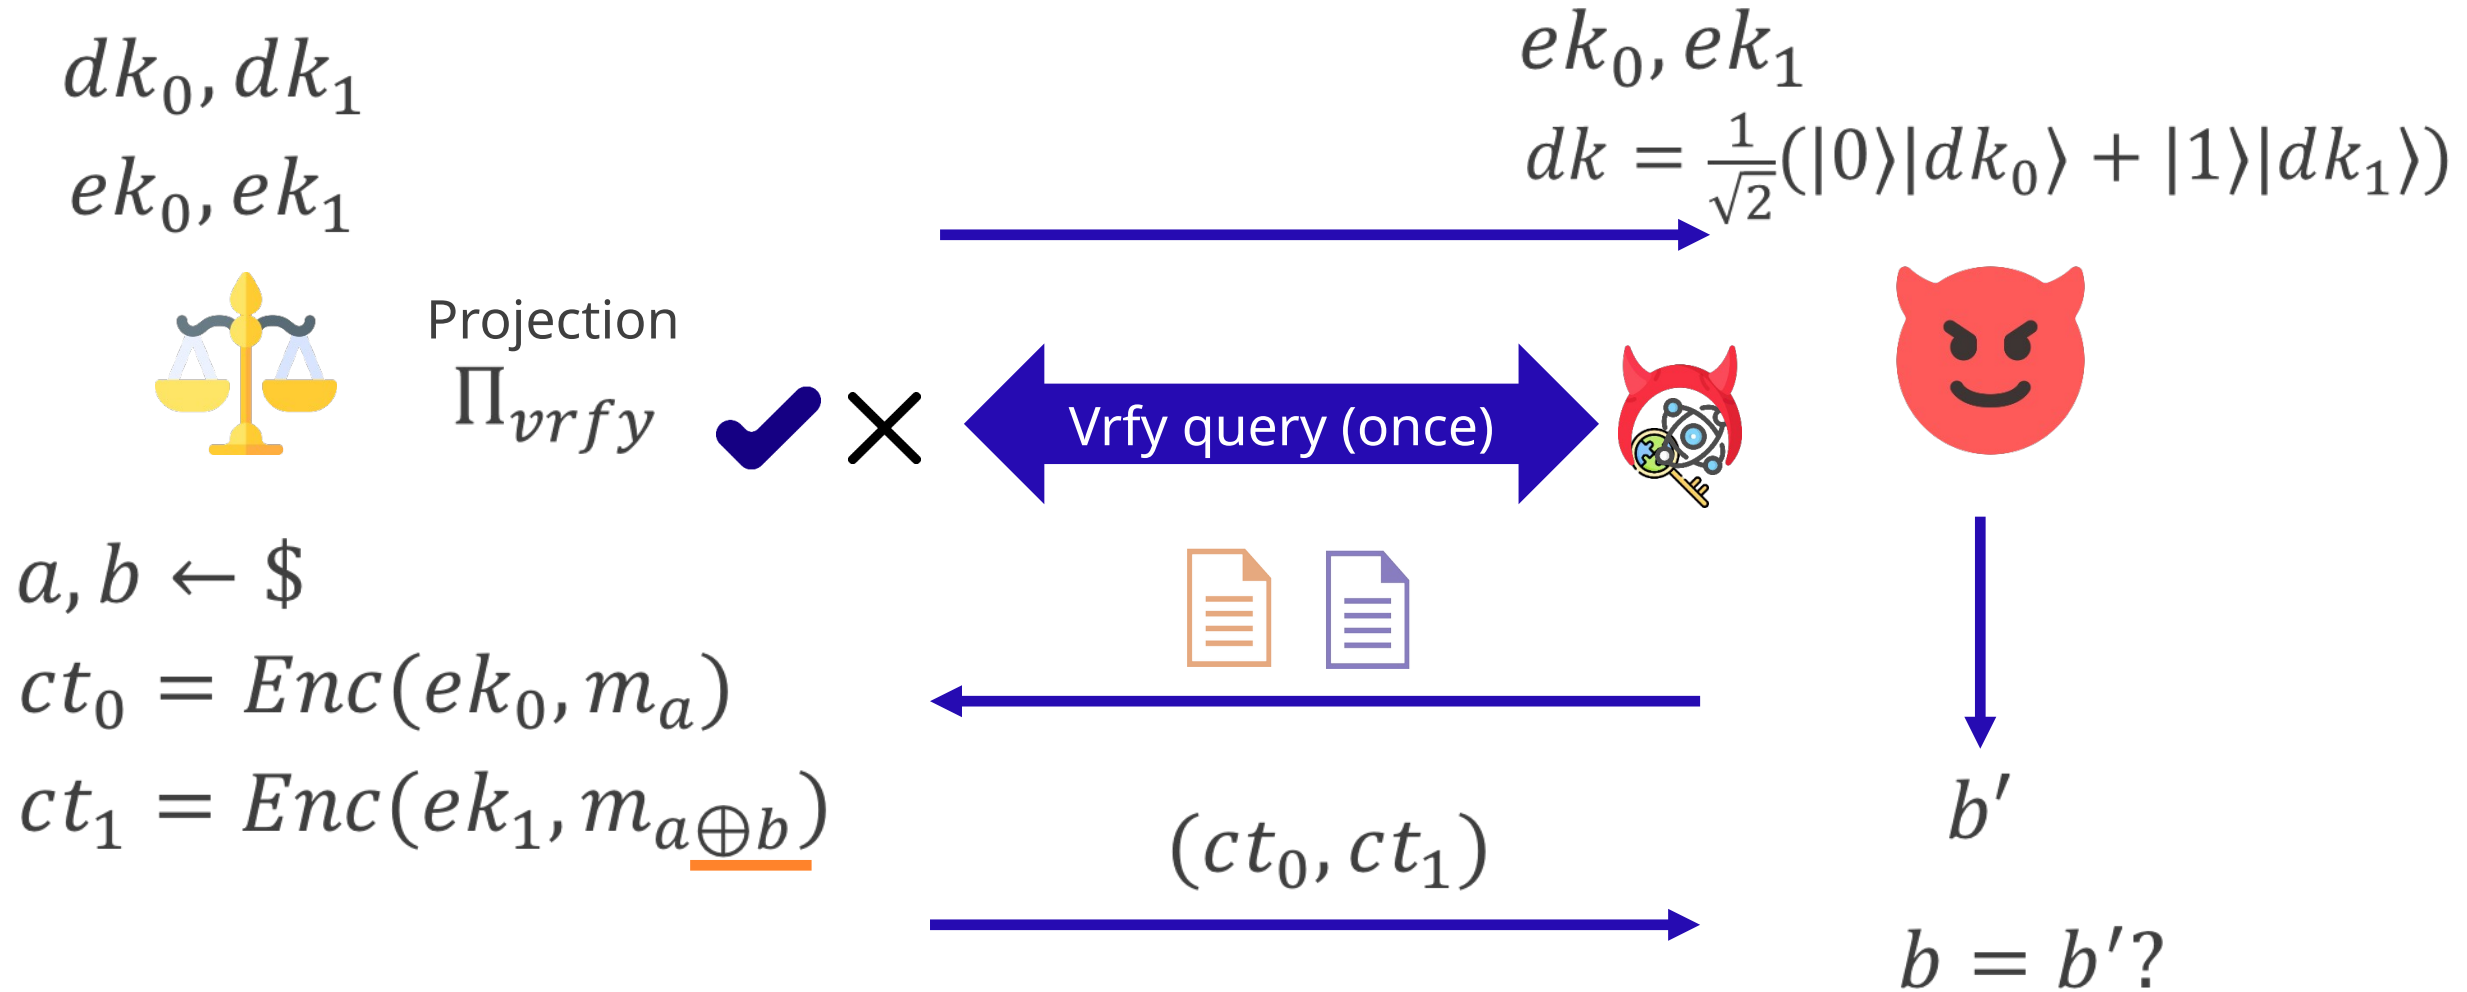 dk₀, dk₁
ek₀, ek₁
ek₀, ek₁
dk = 1/√2(|0⟩|dk₀⟩ + |1⟩|dk₁⟩)
Projection
Π_vrfy
Vrfy query (once)
a, b ← $
ct₀ = Enc(ek₀, m_a)
ct₁ = Enc(ek₁, m_{a⊕b})
(ct₀, ct₁)
b′
b = b′?